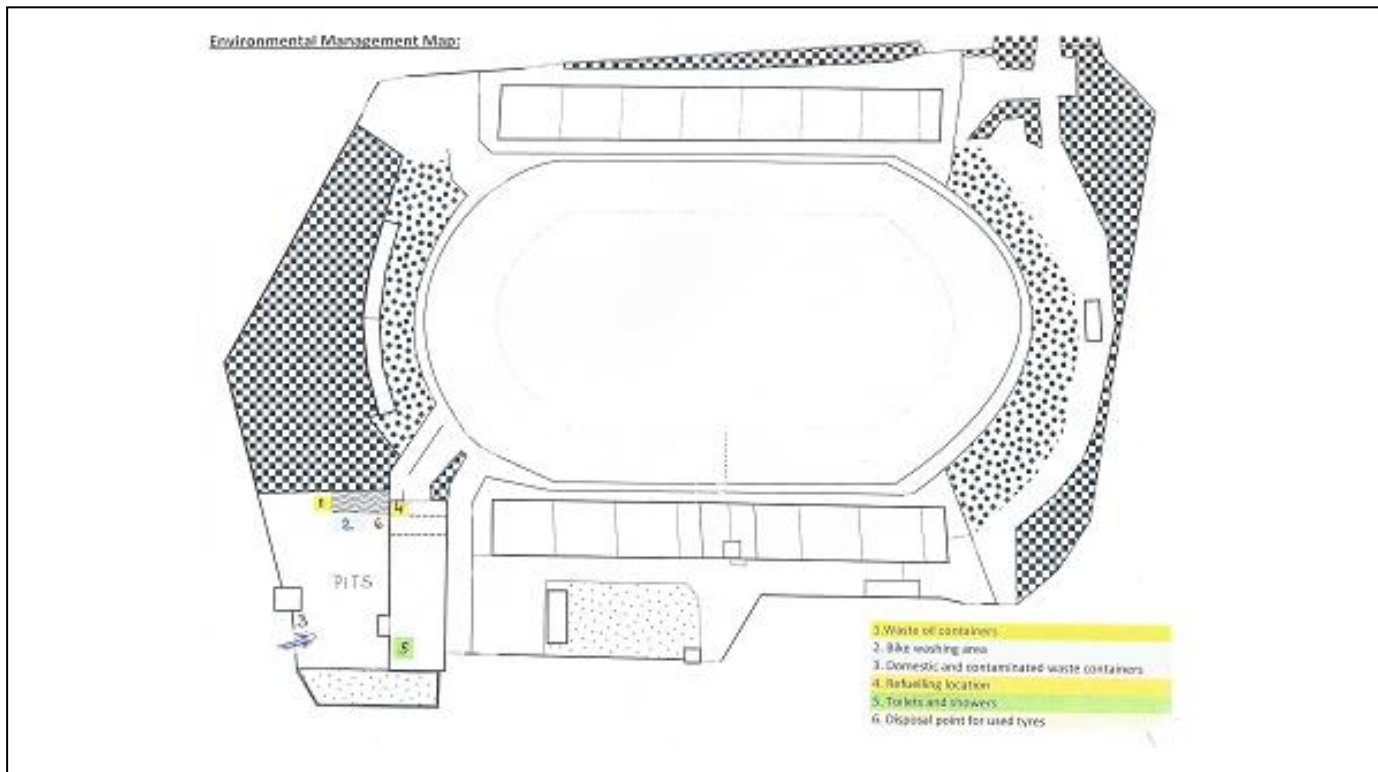 Environmental Management Map:
1
4
2 6
PITS
3
5
1. Waste oil containers
2. Bike washing area
3. Domestic and contaminated waste containers
4. Refuelling location
5. Toilets and showers
6. Disposal point for used tyres